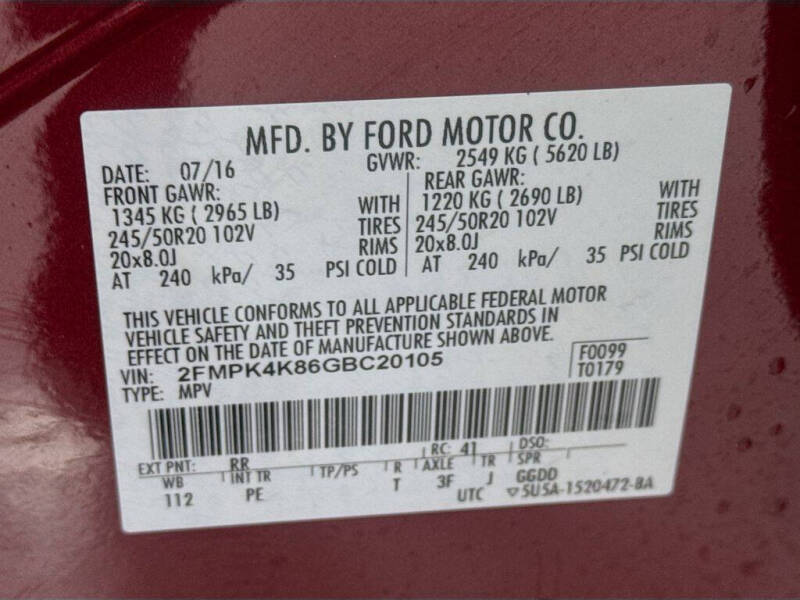 MFD. BY FORD MOTOR CO.
DATE: 07/16 GVWR: 2549 KG ( 5620 LB)
FRONT GAWR: REAR GAWR:
1345 KG ( 2965 LB) WITH 1220 KG ( 2690 LB) WITH
245/50R20 102V TIRES 245/50R20 102V TIRES
20x8.0J RIMS 20x8.0J RIMS
AT 240 kPa/ 35 PSI COLD AT 240 kPa/ 35 PSI COLD
THIS VEHICLE CONFORMS TO ALL APPLICABLE FEDERAL MOTOR
VEHICLE SAFETY AND THEFT PREVENTION STANDARDS IN
EFFECT ON THE DATE OF MANUFACTURE SHOWN ABOVE.
VIN: 2FMPK4K86GBC20105 F0099
TYPE: MPV T0179
EXT PNT: RR RC: 41 DSO:
WB INT TR TP/PS R AXLE TR SPR
112 PE T 3F J GGDD
UTC ▽5U5A-1520472-BA